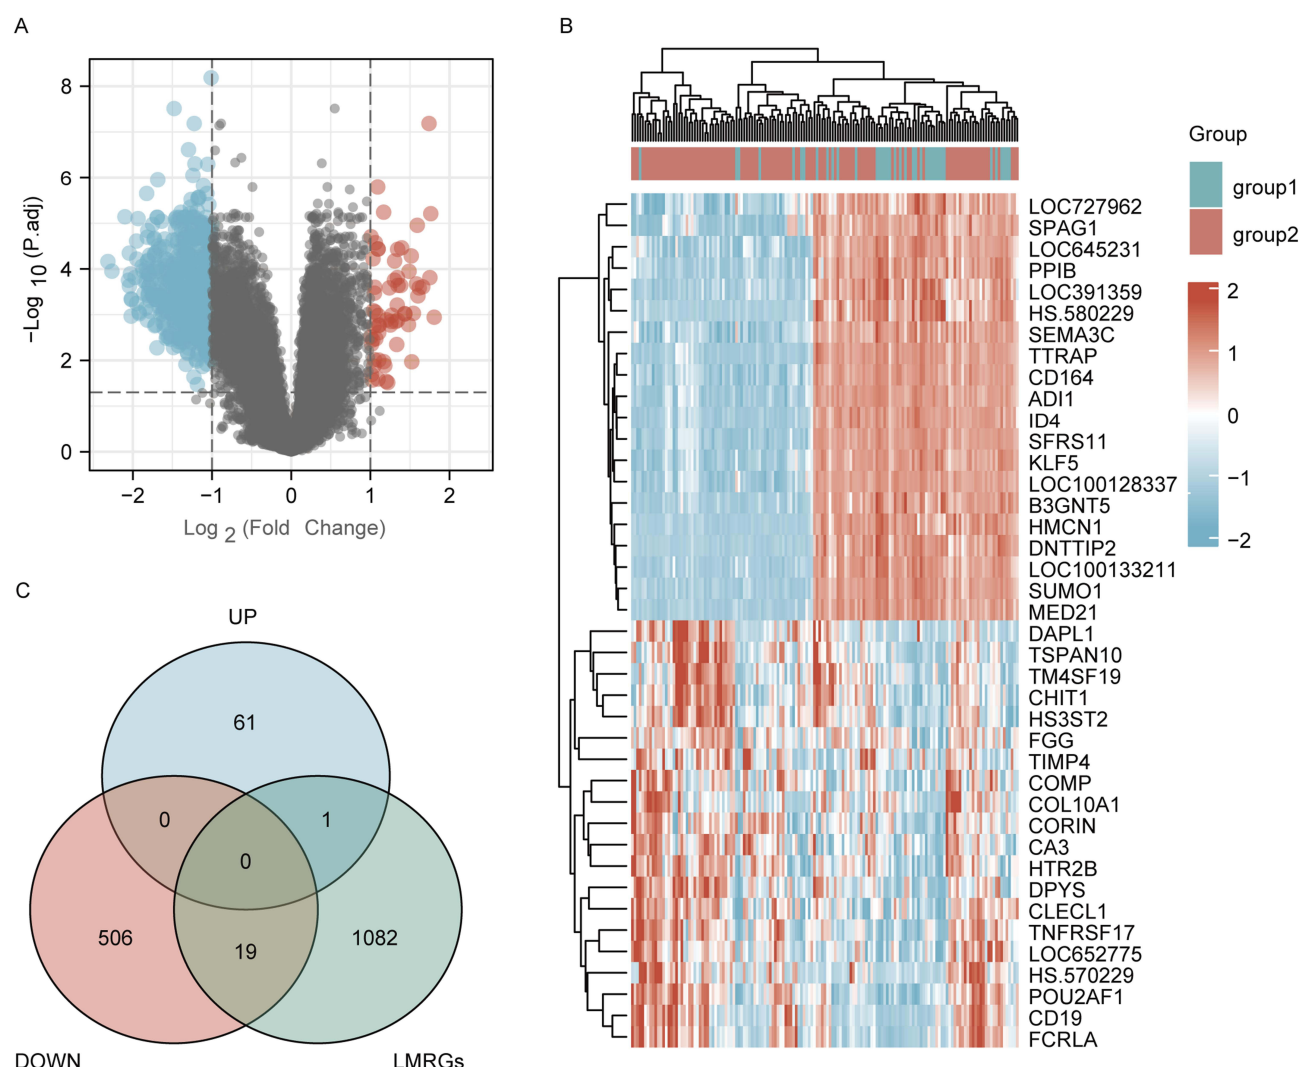 A
8
6
4
2
0
−Log 10 (P.adj)
−2
−1
0
1
2
Log 2 (Fold Change)
B
Group
group1
group2
2
1
0
−1
−2
LOC727962
SPAG1
LOC645231
PPIB
LOC391359
HS.580229
SEMA3C
TTRAP
CD164
ADI1
ID4
SFRS11
KLF5
LOC100128337
B3GNT5
HMCN1
DNTTIP2
LOC100133211
SUMO1
MED21
DAPL1
TSPAN10
TM4SF19
CHIT1
HS3ST2
FGG
TIMP4
COMP
COL10A1
CORIN
CA3
HTR2B
DPYS
CLECL1
TNFRSF17
LOC652775
HS.570229
POU2AF1
CD19
FCRLA
C
UP
61
0
1
0
506
19
1082
DOWN
LMRGs